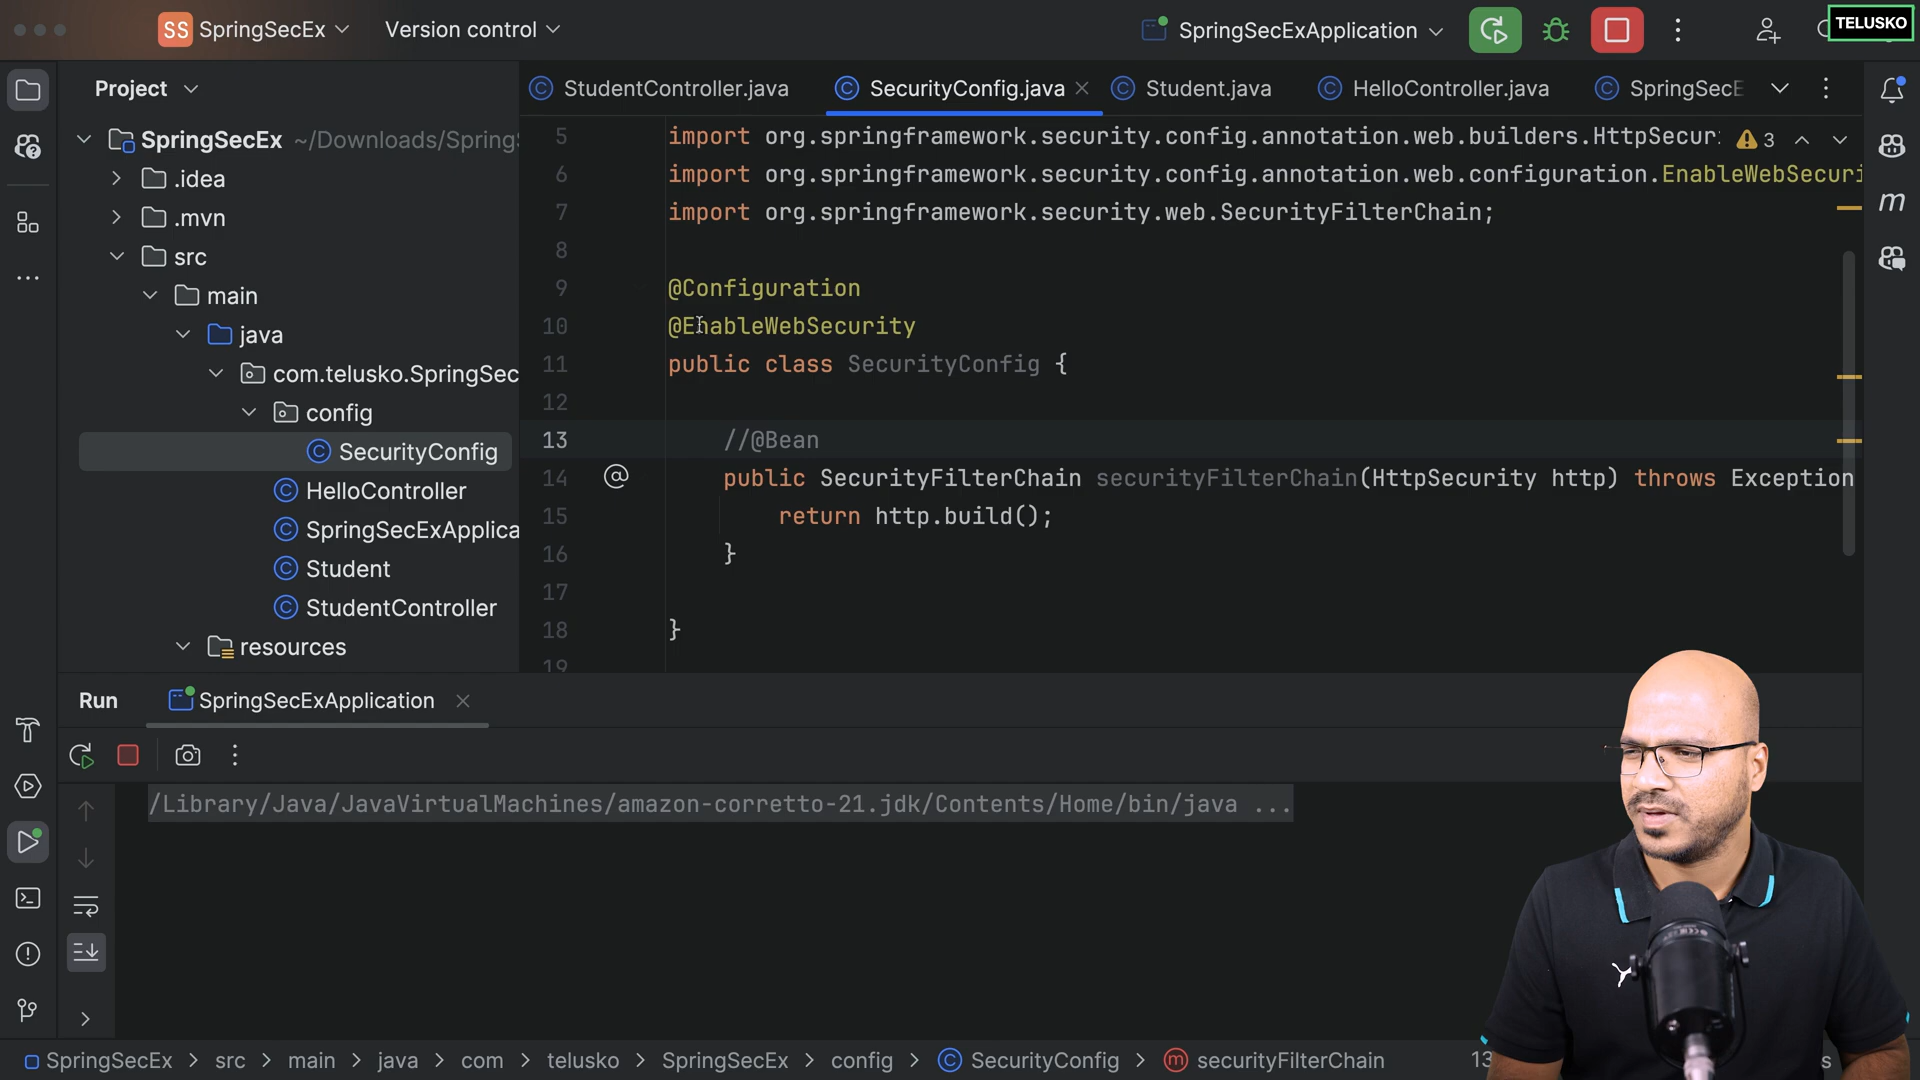 SS SpringSecEx
Version control
SpringSecExApplication
TELUSKO
Project
StudentController.java
SecurityConfig.java
Student.java
HelloController.java
SpringSecE
SpringSecEx ~/Downloads/Spring
.idea
.mvn
src
main
java
com.telusko.SpringSec
config
SecurityConfig
HelloController
SpringSecExApplica
Student
StudentController
resources
5 import org.springframework.security.config.annotation.web.builders.HttpSecur
3
6 import org.springframework.security.config.annotation.web.configuration.EnableWebSecuri
7 import org.springframework.security.web.SecurityFilterChain;
8
9 @Configuration
10 @EnableWebSecurity
11 public class SecurityConfig {
12
13 //@Bean
14 public SecurityFilterChain securityFilterChain(HttpSecurity http) throws Exception
15 return http.build();
16 }
17
18 }
19
Run
SpringSecExApplication
/Library/Java/JavaVirtualMachines/amazon-corretto-21.jdk/Contents/Home/bin/java ...
SpringSecEx > src > main > java > com > telusko > SpringSecEx > config > SecurityConfig > securityFilterChain
13